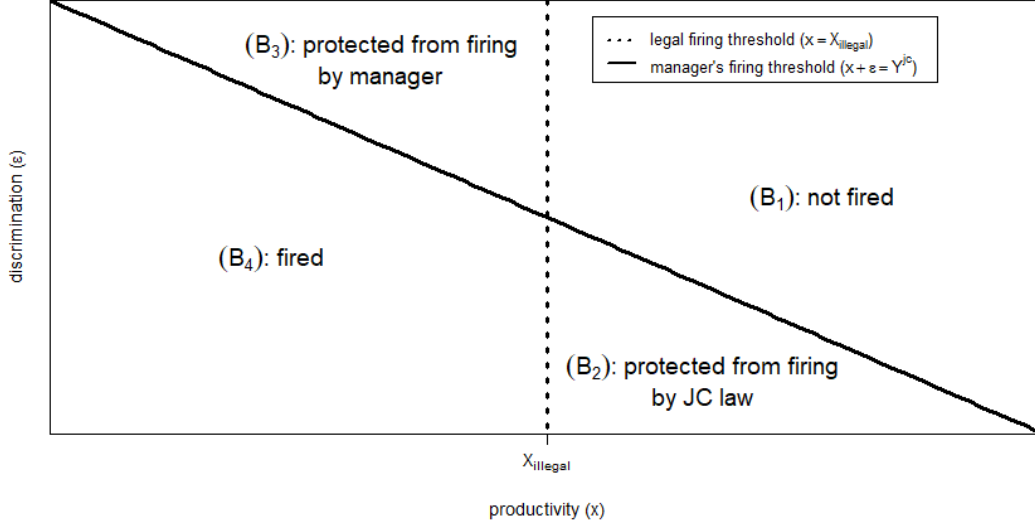 (B₃): protected from firing
by manager
legal firing threshold (x = Xillegal)
manager's firing threshold (x + ε = Yjc)
discrimination (ε)
(B₁): not fired
(B₄): fired
(B₂): protected from firing
by JC law
Xillegal
productivity (x)